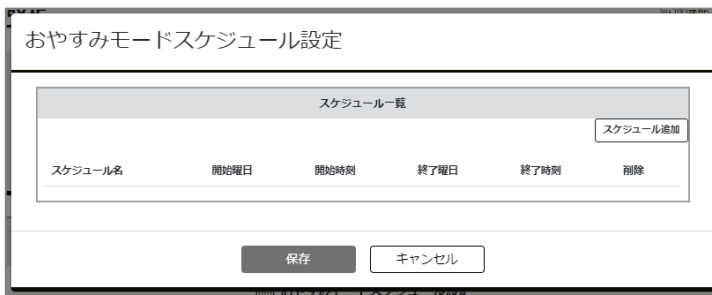 おやすみモードスケジュール設定
スケジュール一覧
スケジュール追加
スケジュール名 開始曜日 開始時刻 終了曜日 終了時刻 削除
保存 キャンセル